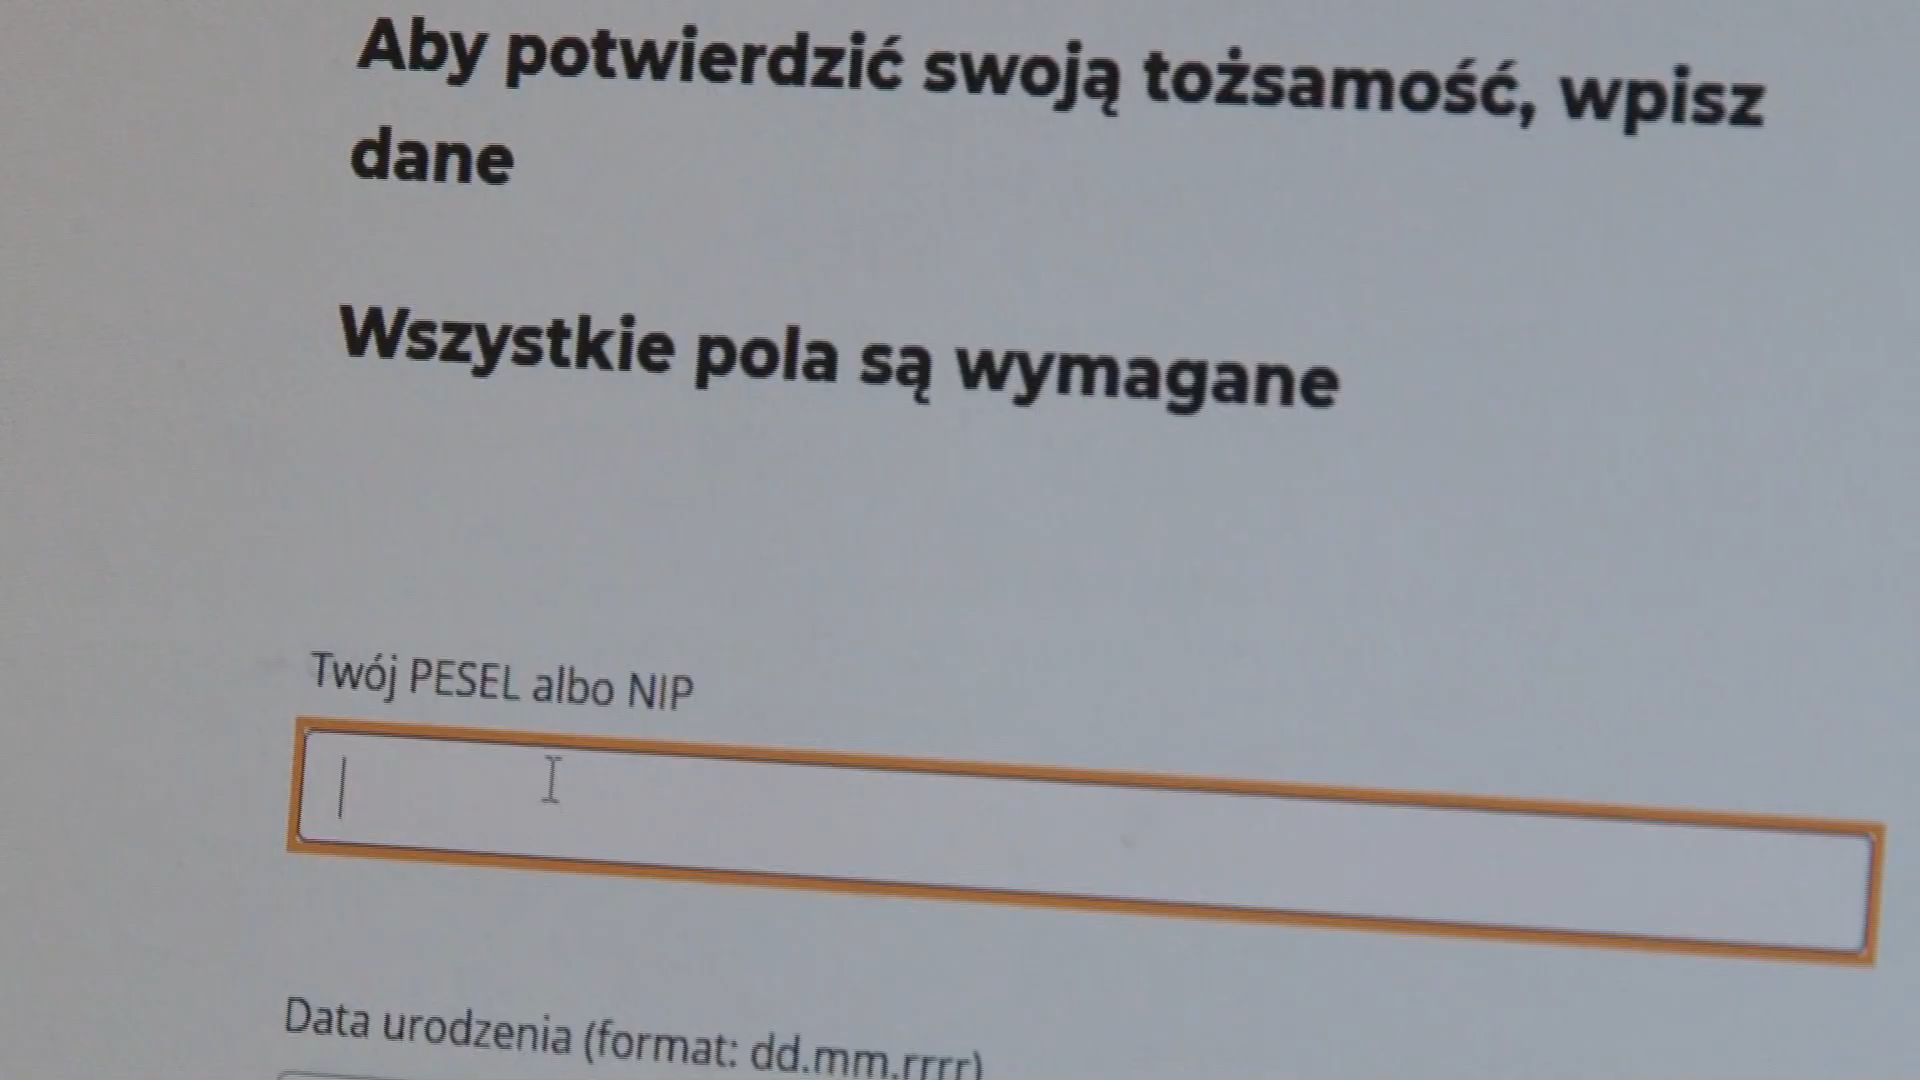 Aby potwierdzić swoją tożsamość, wpisz
dane
Wszystkie pola są wymagane
Twój PESEL albo NIP
Data urodzenia (format: dd.mm.rrrr)